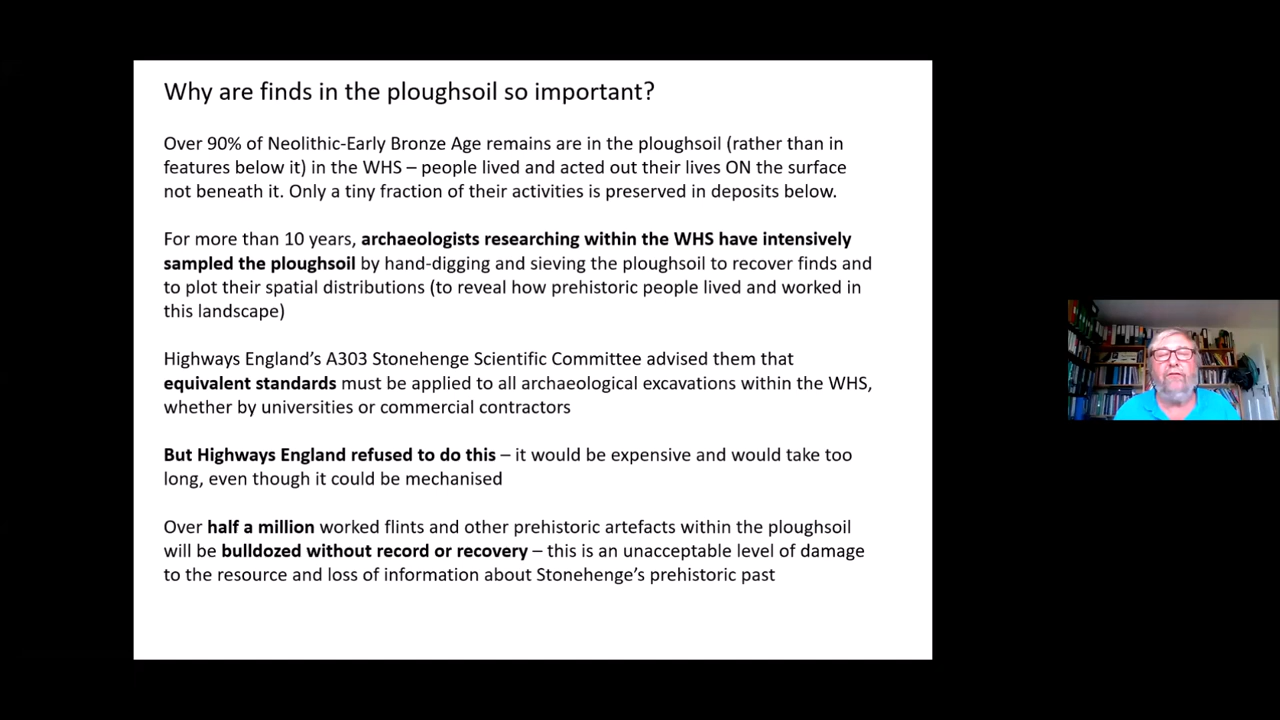 Why are finds in the ploughsoil so important?
Over 90% of Neolithic-Early Bronze Age remains are in the ploughsoil (rather than in
features below it) in the WHS – people lived and acted out their lives ON the surface
not beneath it. Only a tiny fraction of their activities is preserved in deposits below.
For more than 10 years, archaeologists researching within the WHS have intensively
sampled the ploughsoil by hand-digging and sieving the ploughsoil to recover finds and
to plot their spatial distributions (to reveal how prehistoric people lived and worked in
this landscape)
Highways England’s A303 Stonehenge Scientific Committee advised them that
equivalent standards must be applied to all archaeological excavations within the WHS,
whether by universities or commercial contractors
But Highways England refused to do this – it would be expensive and would take too
long, even though it could be mechanised
Over half a million worked flints and other prehistoric artefacts within the ploughsoil
will be bulldozed without record or recovery – this is an unacceptable level of damage
to the resource and loss of information about Stonehenge’s prehistoric past